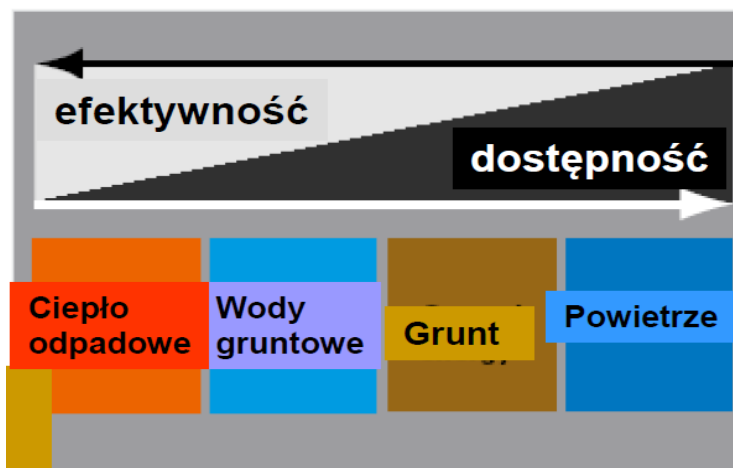 efektywność
dostępność
Ciepło
odpadowe
Wody
gruntowe
Grunt
Powietrze